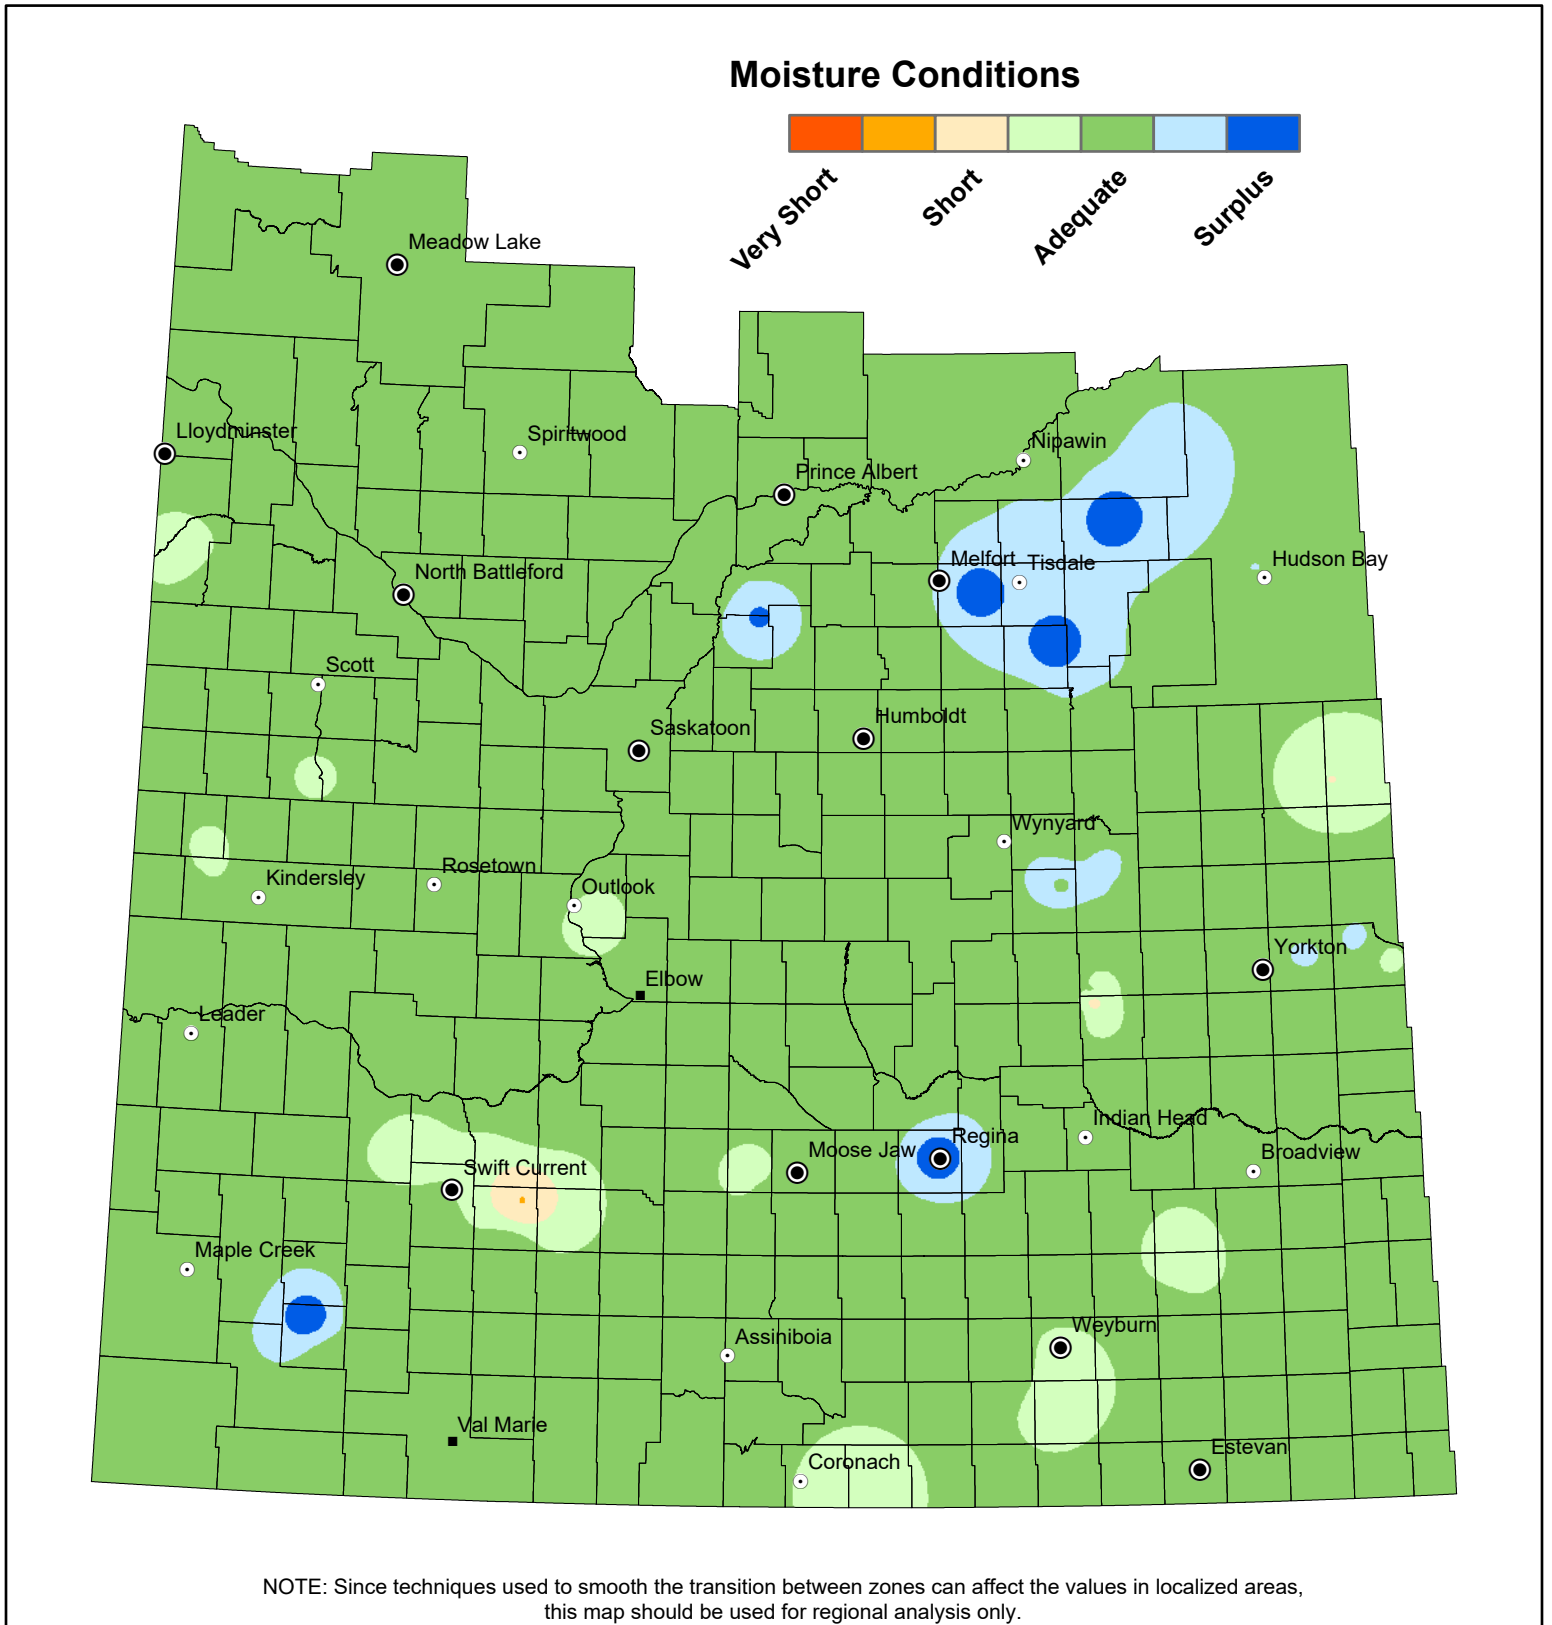 Moisture Conditions
Very Short
Short
Adequate
Surplus
Meadow Lake
Lloydminster
Spiritwood
Nipawin
Prince Albert
Melfort
Tisdale
Hudson Bay
North Battleford
Scott
Saskatoon
Humboldt
Wynyard
Rosetown
Kindersley
Outlook
Yorkton
Elbow
Leader
Indian Head
Regina
Moose Jaw
Broadview
Swift Current
Maple Creek
Weyburn
Assiniboia
Val Marie
Estevan
Coronach
NOTE: Since techniques used to smooth the transition between zones can affect the values in localized areas,
this map should be used for regional analysis only.